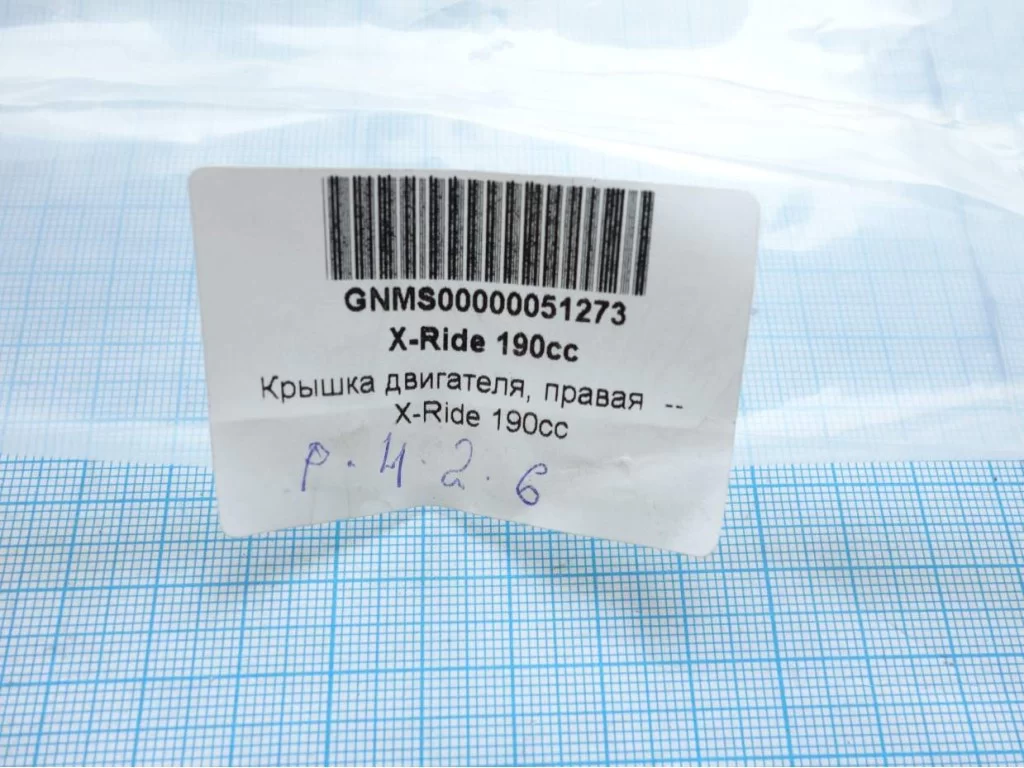 GNMS00000051273
X-Ride 190cc
Крышка двигателя, правая --
X-Ride 190cc
р. 4. 2. 6